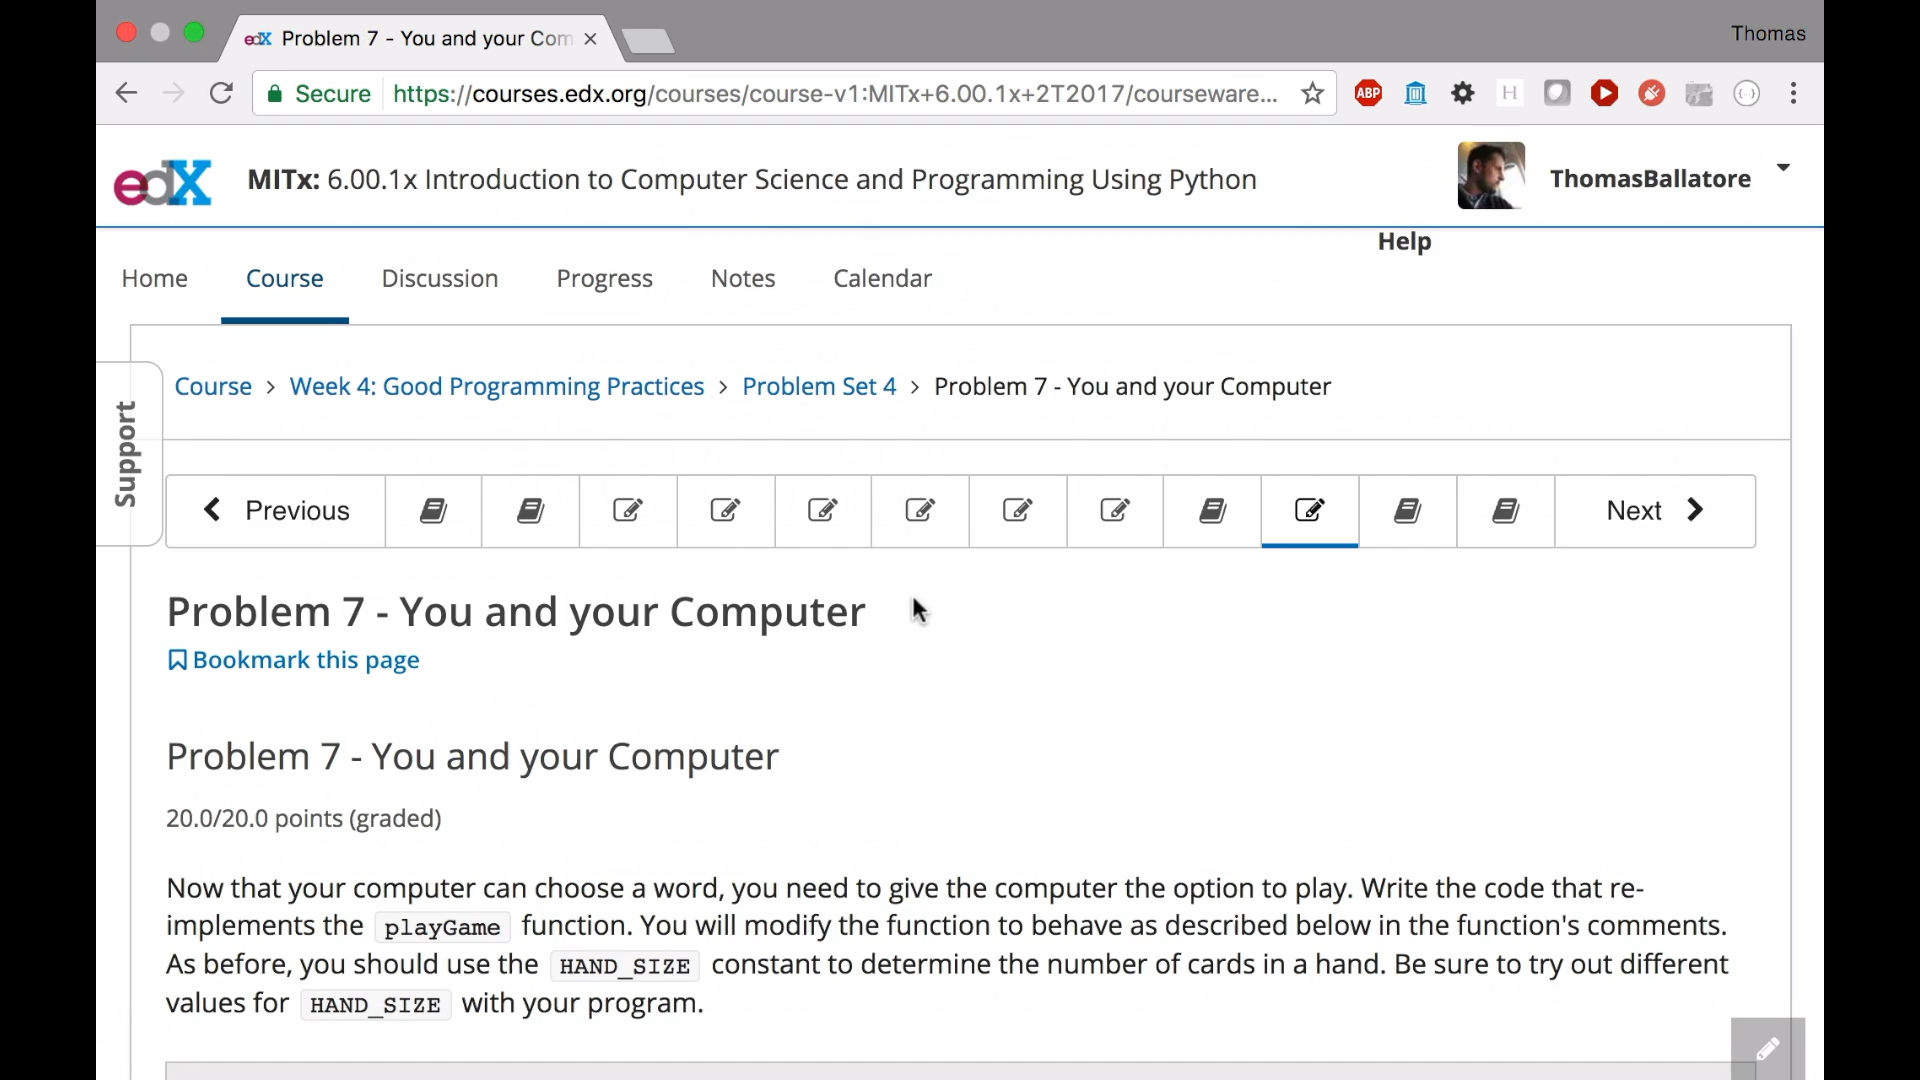 edX Problem 7 - You and your Com
Thomas
Secure https://courses.edx.org/courses/course-v1:MITx+6.00.1x+2T2017/courseware...
ABP
H
edX MITx: 6.00.1x Introduction to Computer Science and Programming Using Python
ThomasBallatore
Help
Home Course Discussion Progress Notes Calendar
Support
Course > Week 4: Good Programming Practices > Problem Set 4 > Problem 7 - You and your Computer
Previous
Next
Problem 7 - You and your Computer
Bookmark this page
Problem 7 - You and your Computer
20.0/20.0 points (graded)
Now that your computer can choose a word, you need to give the computer the option to play. Write the code that re-
implements the playGame function. You will modify the function to behave as described below in the function's comments.
As before, you should use the HAND_SIZE constant to determine the number of cards in a hand. Be sure to try out different
values for HAND_SIZE with your program.